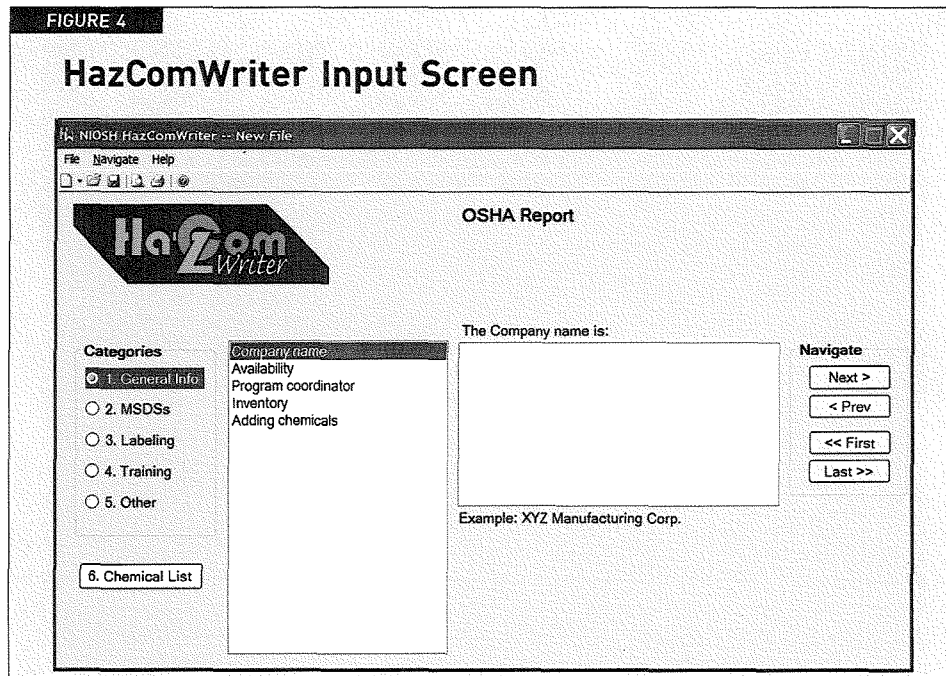 FIGURE 4
HazComWriter Input Screen
NIOSH HazComWriter -- New File
File Navigate Help
HazCom
Writer
OSHA Report
The Company name is:
Categories
1. General Info
2. MSDSs
3. Labeling
4. Training
5. Other
6. Chemical List
Company name
Availability
Program coordinator
Inventory
Adding chemicals
Example: XYZ Manufacturing Corp.
Navigate
Next >
< Prev
<< First
Last >>